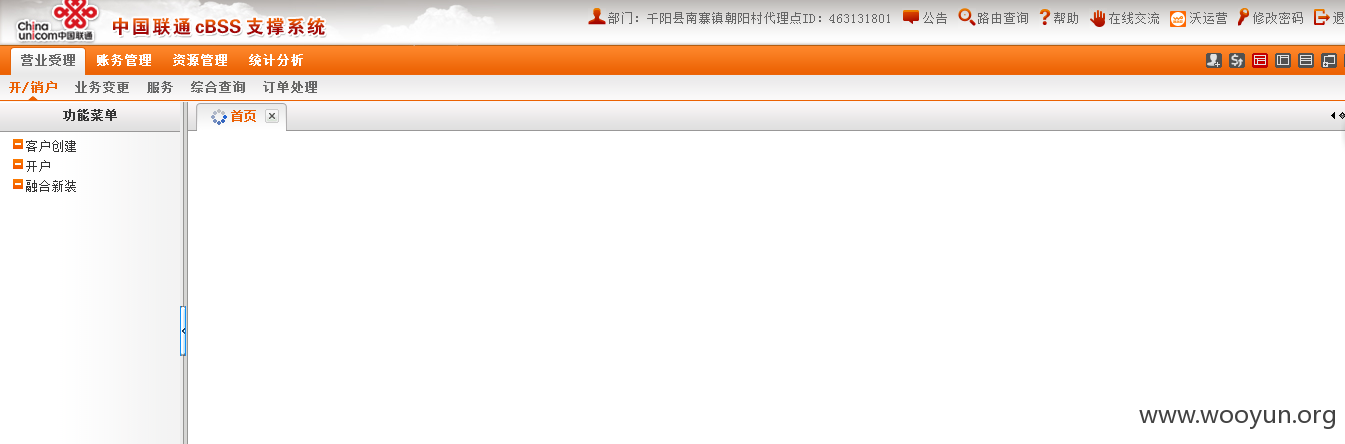 China unicom中国联通 中国联通 cBSS 支撑系统 部门：千阳县南寨镇朝阳村代理点ID：463131801 公告 路由查询 帮助 在线交流 沃运营 修改密码 退
营业受理 账务管理 资源管理 统计分析
开/销户 业务变更 服务 综合查询 订单处理
功能菜单 首页
客户创建
开户
融合新装
www.wooyun.org